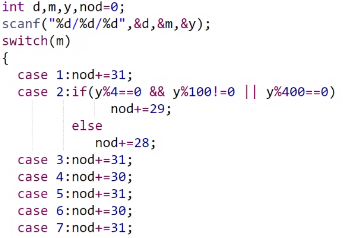 int d,m,y,nod=0;
scanf("%d/%d/%d",&d,&m,&y);
switch(m)
{
case 1:nod+=31;
case 2:if(y%4==0 && y%100!=0 || y%400==0)
nod+=29;
else
nod+=28;
case 3:nod+=31;
case 4:nod+=30;
case 5:nod+=31;
case 6:nod+=30;
case 7:nod+=31;